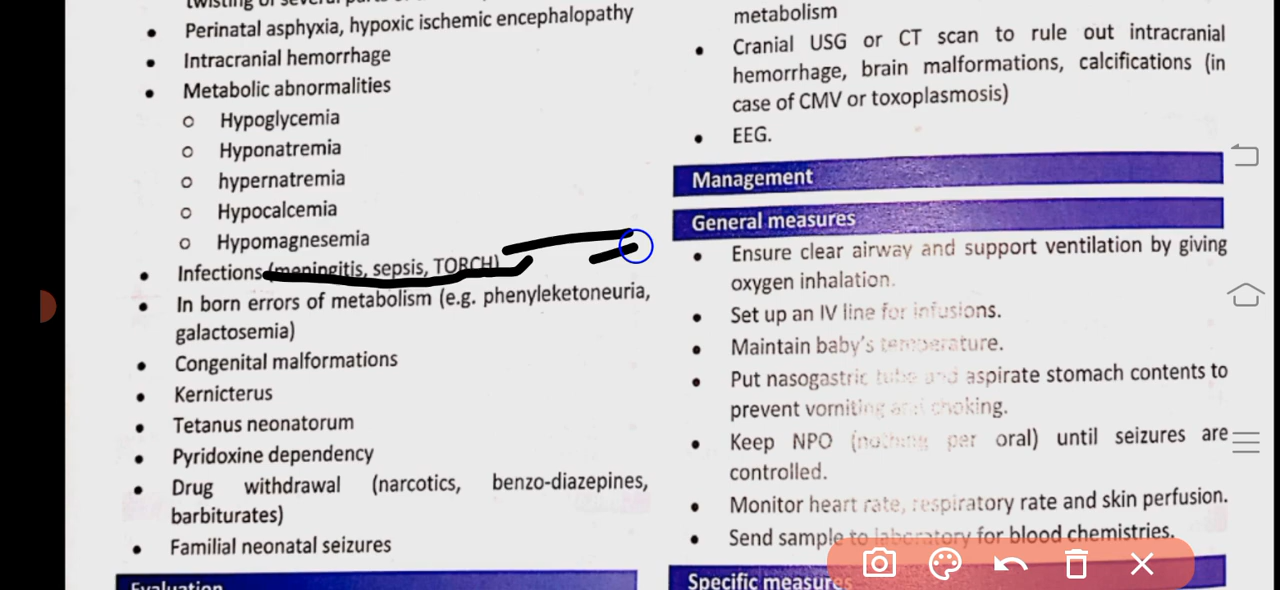 Perinatal asphyxia, hypoxic ischemic encephalopathy
Intracranial hemorrhage
Metabolic abnormalities
Hypoglycemia
Hyponatremia
hypernatremia
Hypocalcemia
Hypomagnesemia
Infections (meningitis, sepsis, TORCH)
In born errors of metabolism (e.g. phenyleketoneuria,
galactosemia)
Congenital malformations
Kernicterus
Tetanus neonatorum
Pyridoxine dependency
Drug withdrawal (narcotics, benzo-diazepines,
barbiturates)
Familial neonatal seizures
Evaluation
metabolism
Cranial USG or CT scan to rule out intracranial
hemorrhage, brain malformations, calcifications (in
case of CMV or toxoplasmosis)
EEG.
Management
General measures
Ensure clear airway and support ventilation by giving
oxygen inhalation.
Set up an IV line for infusions.
Maintain baby's temperature.
Put nasogastric tube and aspirate stomach contents to
prevent vomiting and choking.
Keep NPO (nothing per oral) until seizures are
controlled.
Monitor heart rate, respiratory rate and skin perfusion.
Send sample to laboratory for blood chemistries.
Specific measures